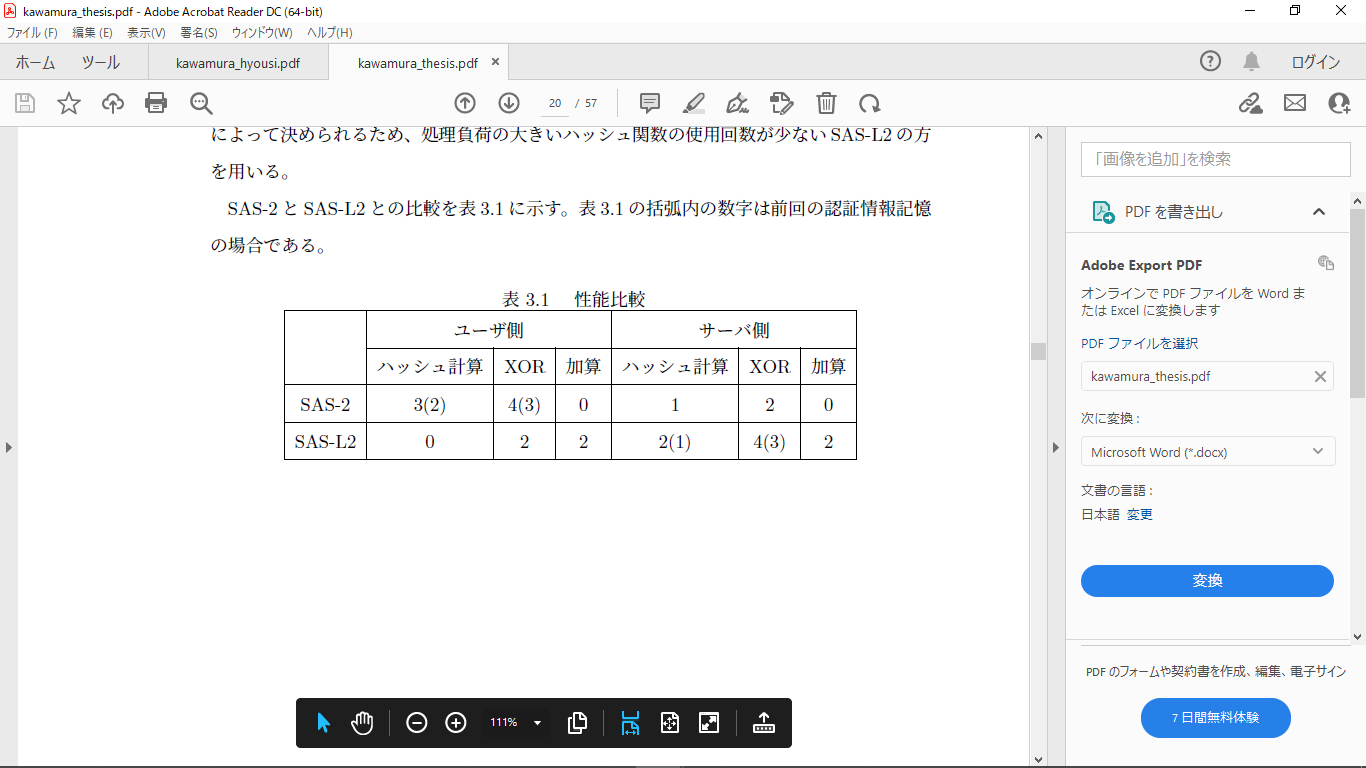 kawamura_thesis.pdf - Adobe Acrobat Reader DC (64-bit)
ファイル(F) 編集(E) 表示(V) 署名(S) ウィンドウ(W) ヘルプ(H)
ホーム ツール kawamura_hyousi.pdf kawamura_thesis.pdf × ログイン
20 / 57
によって決められるため、処理負荷の大きいハッシュ関数の使用回数が少ない SAS-L2 の方
を用いる。
SAS-2 と SAS-L2 との比較を表 3.1 に示す。表 3.1 の括弧内の数字は前回の認証情報記憶
の場合である。
表 3.1 性能比較
ユーザ側 サーバ側
ハッシュ計算 XOR 加算 ハッシュ計算 XOR 加算
SAS-2 3(2) 4(3) 0 1 2 0
SAS-L2 0 2 2 2(1) 4(3) 2
111%
「画像を追加」を検索
PDF を書き出し
Adobe Export PDF
オンラインで PDF ファイルを Word ま
たは Excel に変換します
PDF ファイルを選択
kawamura_thesis.pdf
次に変換 :
Microsoft Word (*.docx)
文書の言語 :
日本語 変更
変換
PDF のフォームや契約書を作成、編集、電子サイン
7 日間無料体験